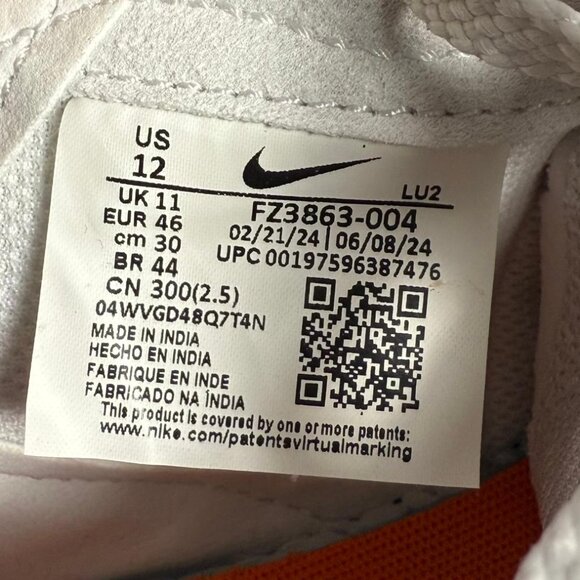 US
12
LU2
UK 11
FZ3863-004
EUR 46
02/21/24 | 06/08/24
cm 30
UPC 00197596387476
BR 44
CN 300(2.5)
04WVGD48Q7T4N
MADE IN INDIA
HECHO EN INDIA
FABRIQUE EN INDE
FABRICADO NA ÍNDIA
This product is covered by one or more patents:
www.nike.com/patentsvirtualmarking